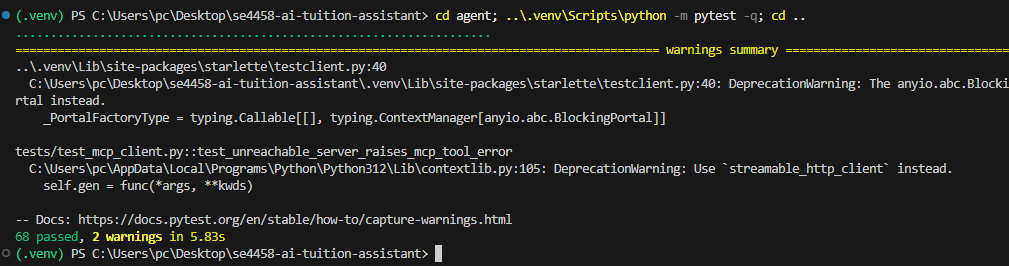 (.venv) PS C:\Users\pc\Desktop\se4458-ai-tuition-assistant> cd agent; ..\.venv\Scripts\python -m pytest -q; cd ..
....................................................................
================================================================================ warnings summary ================================
..\.venv\Lib\site-packages\starlette\testclient.py:40
  C:\Users\pc\Desktop\se4458-ai-tuition-assistant\.venv\Lib\site-packages\starlette\testclient.py:40: DeprecationWarning: The anyio.abc.Blocki
rtal instead.
    _PortalFactoryType = typing.Callable[[], typing.ContextManager[anyio.abc.BlockingPortal]]

tests/test_mcp_client.py::test_unreachable_server_raises_mcp_tool_error
  C:\Users\pc\AppData\Local\Programs\Python\Python312\Lib\contextlib.py:105: DeprecationWarning: Use `streamable_http_client` instead.
    self.gen = func(*args, **kwds)

-- Docs: https://docs.pytest.org/en/stable/how-to/capture-warnings.html
68 passed, 2 warnings in 5.83s
(.venv) PS C:\Users\pc\Desktop\se4458-ai-tuition-assistant>